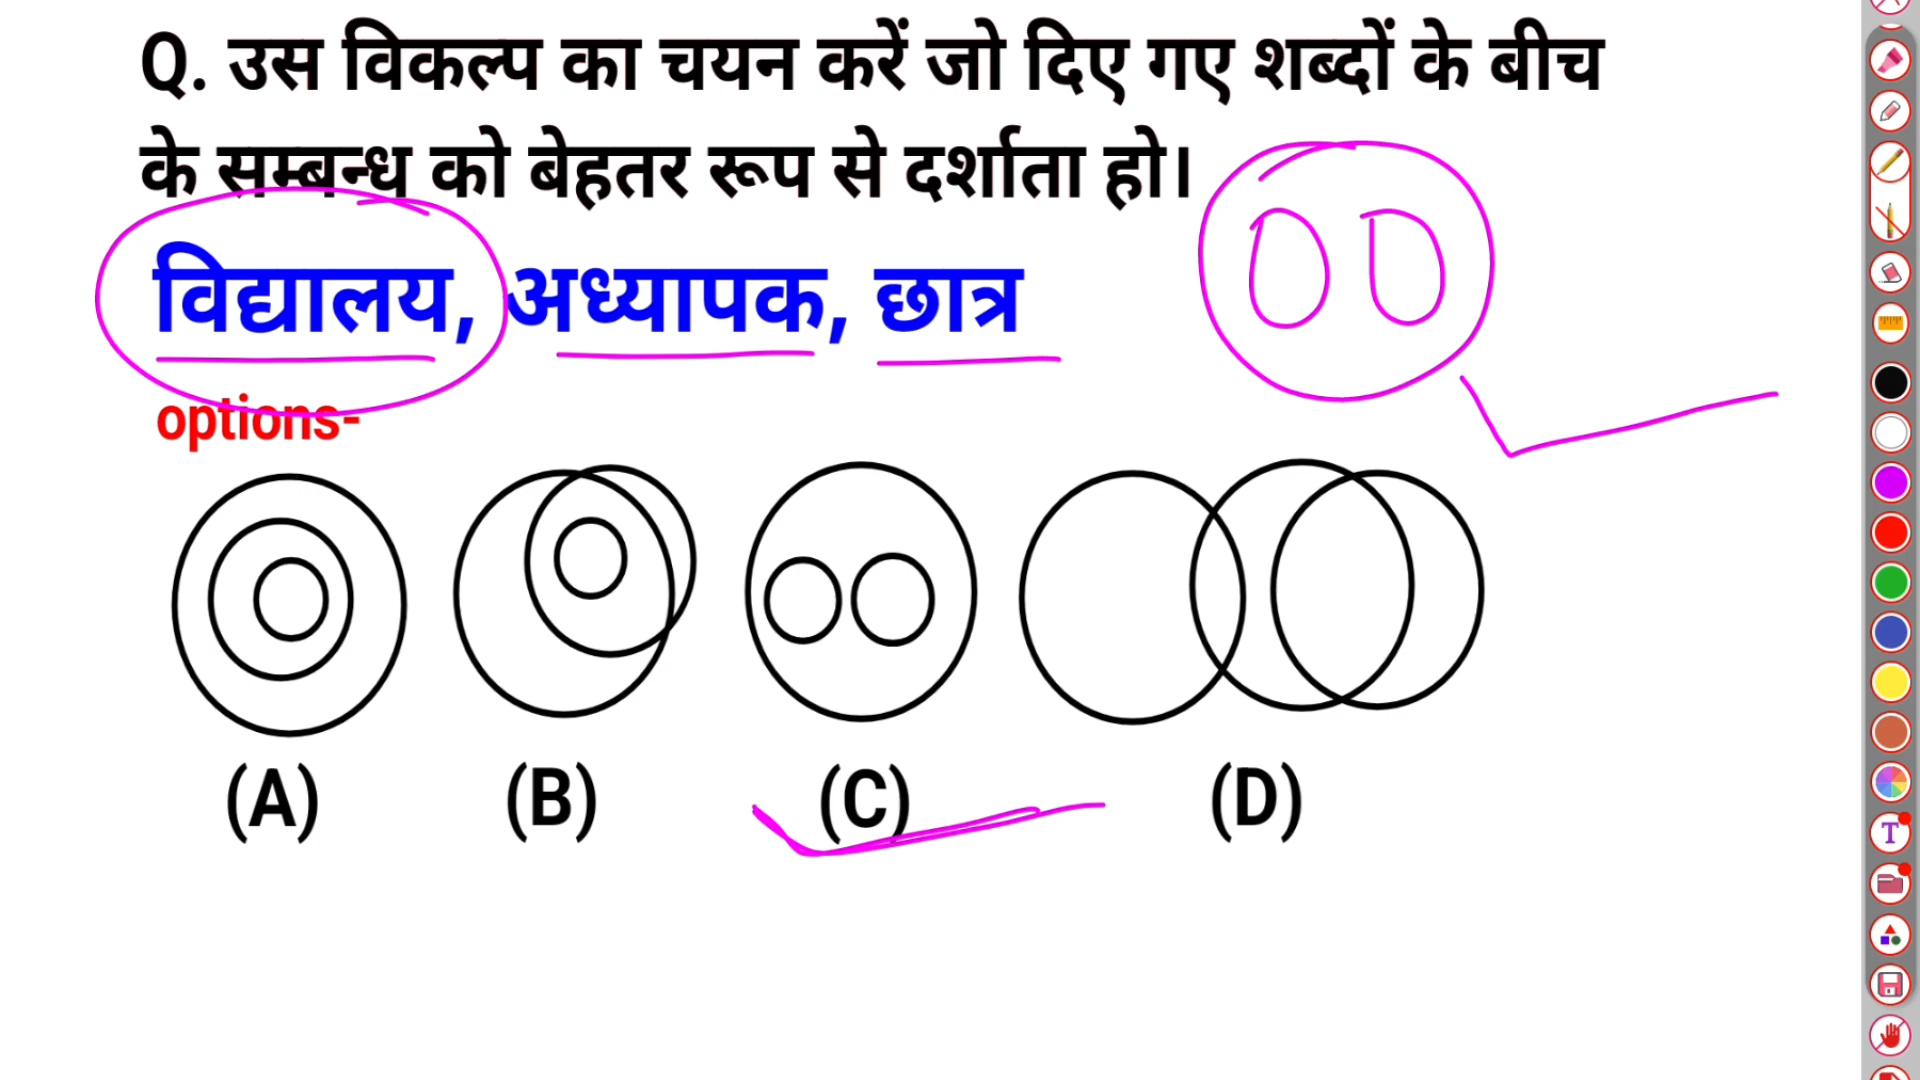 Q. उस विकल्प का चयन करें जो दिए गए शब्दों के बीच
के सम्बन्ध को बेहतर रूप से दर्शाता हो।
विद्यालय, अध्यापक, छात्र
options-
(A) (B) (C) (D)
T